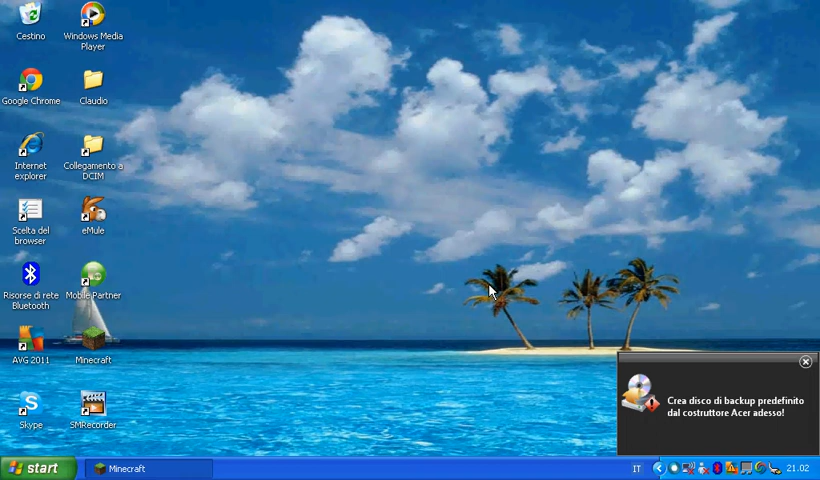 Cestino
Windows Media
Player
Google Chrome
Claudio
Internet
explorer
Collegamento a
DCIM
Scelta del
browser
eMule
Risorse di rete
Bluetooth
Mobile Partner
AVG 2011
Minecraft
Skype
SMRecorder
Crea disco di backup predefinito
dal costruttore Acer adesso!
start
Minecraft
IT
21.02